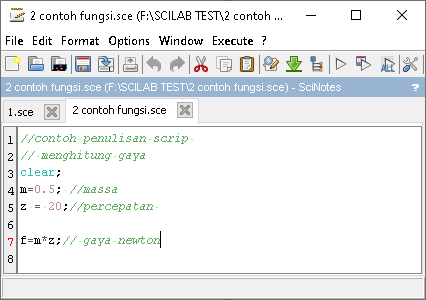 2 contoh fungsi.sce (F:\SCILAB TEST\2 contoh ...
File Edit Format Options Window Execute ?
2 contoh fungsi.sce (F:\SCILAB TEST\2 contoh fungsi.sce) - SciNotes ?
1.sce 2 contoh fungsi.sce
1 //contoh penulisan scrip
2 // menghitung gaya
3 clear;
4 m=0.5; //massa
5 z = 20;//percepatan
6
7 f=m*z;// gaya newton
8